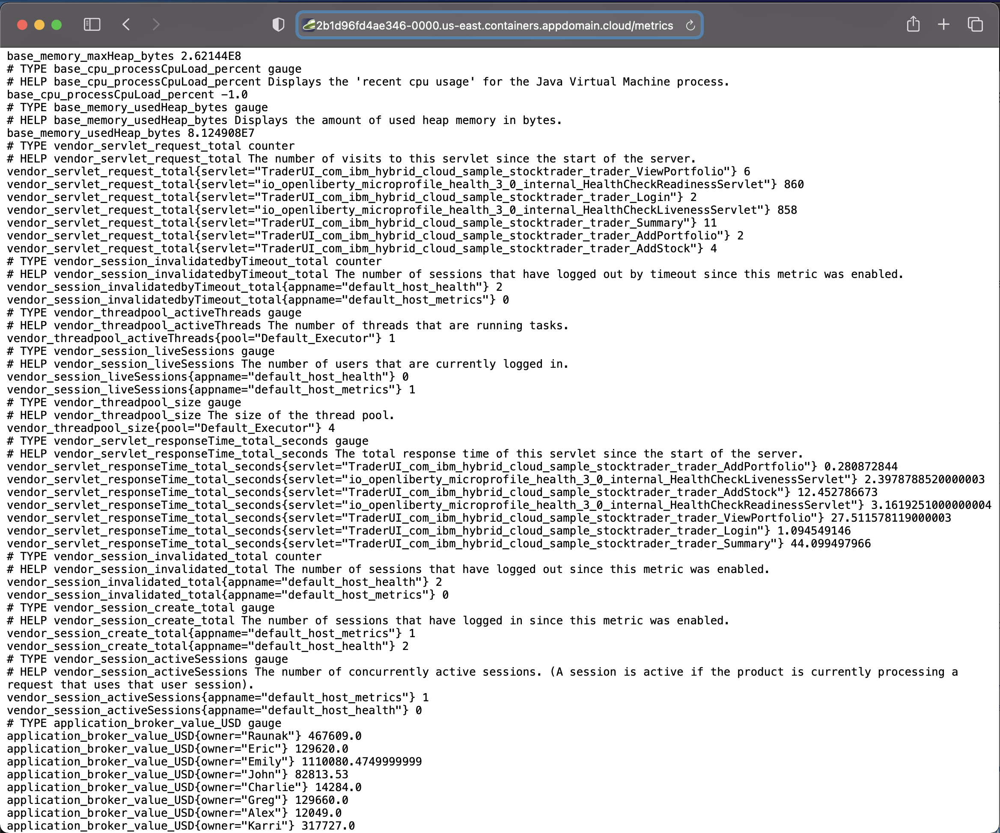 2b1d96fd4ae346-0000.us-east.containers.appdomain.cloud/metrics
base_memory_maxHeap_bytes 2.62144E8
# TYPE base_cpu_processCpuLoad_percent gauge
# HELP base_cpu_processCpuLoad_percent Displays the 'recent cpu usage' for the Java Virtual Machine process.
base_cpu_processCpuLoad_percent -1.0
# TYPE base_memory_usedHeap_bytes gauge
# HELP base_memory_usedHeap_bytes Displays the amount of used heap memory in bytes.
base_memory_usedHeap_bytes 8.124908E7
# TYPE vendor_servlet_request_total counter
# HELP vendor_servlet_request_total The number of visits to this servlet since the start of the server.
vendor_servlet_request_total{servlet="TraderUI_com_ibm_hybrid_cloud_sample_stocktrader_trader_ViewPortfolio"} 6
vendor_servlet_request_total{servlet="io_openliberty_microprofile_health_3_0_internal_HealthCheckReadinessServlet"} 860
vendor_servlet_request_total{servlet="TraderUI_com_ibm_hybrid_cloud_sample_stocktrader_trader_Login"} 2
vendor_servlet_request_total{servlet="io_openliberty_microprofile_health_3_0_internal_HealthCheckLivenessServlet"} 858
vendor_servlet_request_total{servlet="TraderUI_com_ibm_hybrid_cloud_sample_stocktrader_trader_Summary"} 11
vendor_servlet_request_total{servlet="TraderUI_com_ibm_hybrid_cloud_sample_stocktrader_trader_AddPortfolio"} 2
vendor_servlet_request_total{servlet="TraderUI_com_ibm_hybrid_cloud_sample_stocktrader_trader_AddStock"} 4
# TYPE vendor_session_invalidatedbyTimeout_total counter
# HELP vendor_session_invalidatedbyTimeout_total The number of sessions that have logged out by timeout since this metric was enabled.
vendor_session_invalidatedbyTimeout_total{appname="default_host_health"} 2
vendor_session_invalidatedbyTimeout_total{appname="default_host_metrics"} 0
# TYPE vendor_threadpool_activeThreads gauge
# HELP vendor_threadpool_activeThreads The number of threads that are running tasks.
vendor_threadpool_activeThreads{pool="Default_Executor"} 1
# TYPE vendor_session_liveSessions gauge
# HELP vendor_session_liveSessions The number of users that are currently logged in.
vendor_session_liveSessions{appname="default_host_health"} 0
vendor_session_liveSessions{appname="default_host_metrics"} 1
# TYPE vendor_threadpool_size gauge
# HELP vendor_threadpool_size The size of the thread pool.
vendor_threadpool_size{pool="Default_Executor"} 4
# TYPE vendor_servlet_responseTime_total_seconds gauge
# HELP vendor_servlet_responseTime_total_seconds The total response time of this servlet since the start of the server.
vendor_servlet_responseTime_total_seconds{servlet="TraderUI_com_ibm_hybrid_cloud_sample_stocktrader_trader_AddPortfolio"} 0.280872844
vendor_servlet_responseTime_total_seconds{servlet="io_openliberty_microprofile_health_3_0_internal_HealthCheckLivenessServlet"} 2.3978788520000003
vendor_servlet_responseTime_total_seconds{servlet="TraderUI_com_ibm_hybrid_cloud_sample_stocktrader_trader_AddStock"} 12.452786673
vendor_servlet_responseTime_total_seconds{servlet="io_openliberty_microprofile_health_3_0_internal_HealthCheckReadinessServlet"} 3.1619251000000004
vendor_servlet_responseTime_total_seconds{servlet="TraderUI_com_ibm_hybrid_cloud_sample_stocktrader_trader_ViewPortfolio"} 27.511578119000003
vendor_servlet_responseTime_total_seconds{servlet="TraderUI_com_ibm_hybrid_cloud_sample_stocktrader_trader_Login"} 1.094549146
vendor_servlet_responseTime_total_seconds{servlet="TraderUI_com_ibm_hybrid_cloud_sample_stocktrader_trader_Summary"} 44.099497966
# TYPE vendor_session_invalidated_total counter
# HELP vendor_session_invalidated_total The number of sessions that have logged out since this metric was enabled.
vendor_session_invalidated_total{appname="default_host_health"} 2
vendor_session_invalidated_total{appname="default_host_metrics"} 0
# TYPE vendor_session_create_total gauge
# HELP vendor_session_create_total The number of sessions that have logged in since this metric was enabled.
vendor_session_create_total{appname="default_host_metrics"} 1
vendor_session_create_total{appname="default_host_health"} 2
# TYPE vendor_session_activeSessions gauge
# HELP vendor_session_activeSessions The number of concurrently active sessions. (A session is active if the product is currently processing a
request that uses that user session).
vendor_session_activeSessions{appname="default_host_metrics"} 1
vendor_session_activeSessions{appname="default_host_health"} 0
# TYPE application_broker_value_USD gauge
application_broker_value_USD{owner="Raunak"} 467609.0
application_broker_value_USD{owner="Eric"} 129620.0
application_broker_value_USD{owner="Emily"} 1110080.4749999999
application_broker_value_USD{owner="John"} 82813.53
application_broker_value_USD{owner="Charlie"} 14284.0
application_broker_value_USD{owner="Greg"} 129660.0
application_broker_value_USD{owner="Alex"} 12049.0
application_broker_value_USD{owner="Karri"} 317727.0